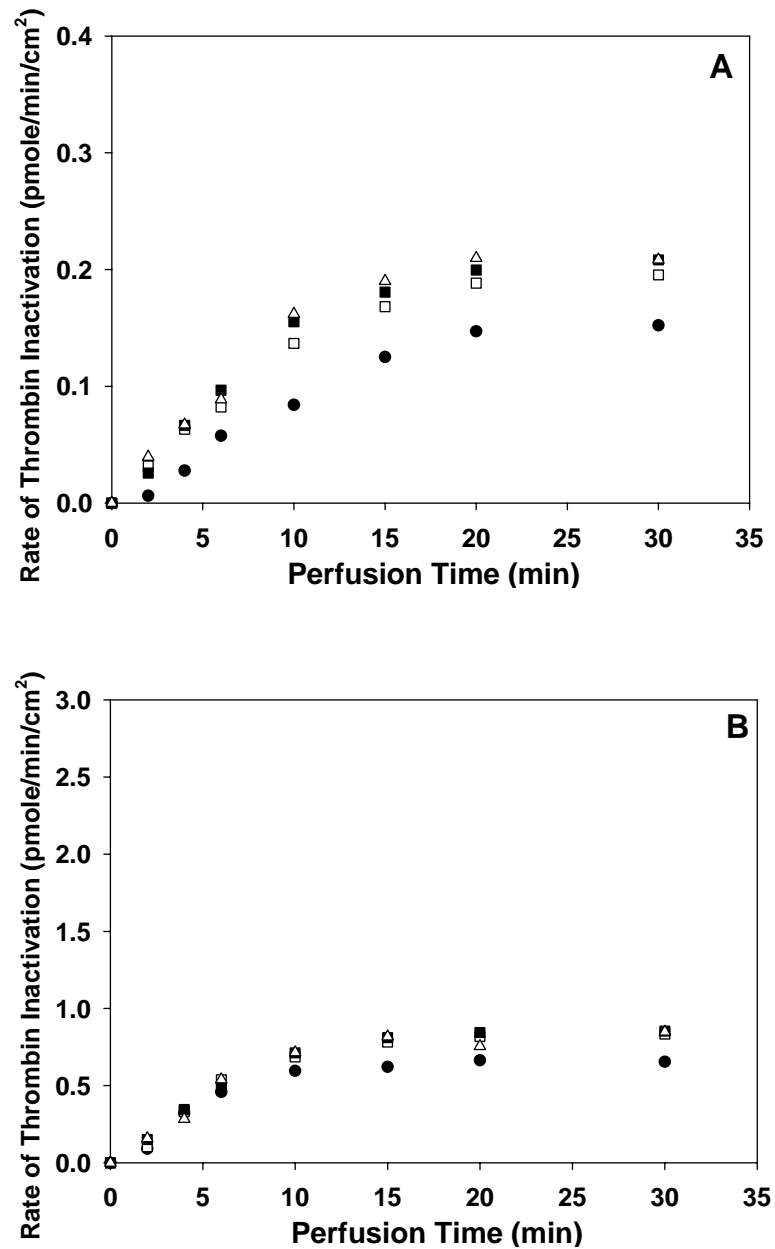 A
Rate of Thrombin Inactivation (pmole/min/cm²)
0.4
0.3
0.2
0.1
0.0
0 5 10 15 20 25 30 35
Perfusion Time (min)
B
Rate of Thrombin Inactivation (pmole/min/cm²)
3.0
2.5
2.0
1.5
1.0
0.5
0.0
0 5 10 15 20 25 30 35
Perfusion Time (min)